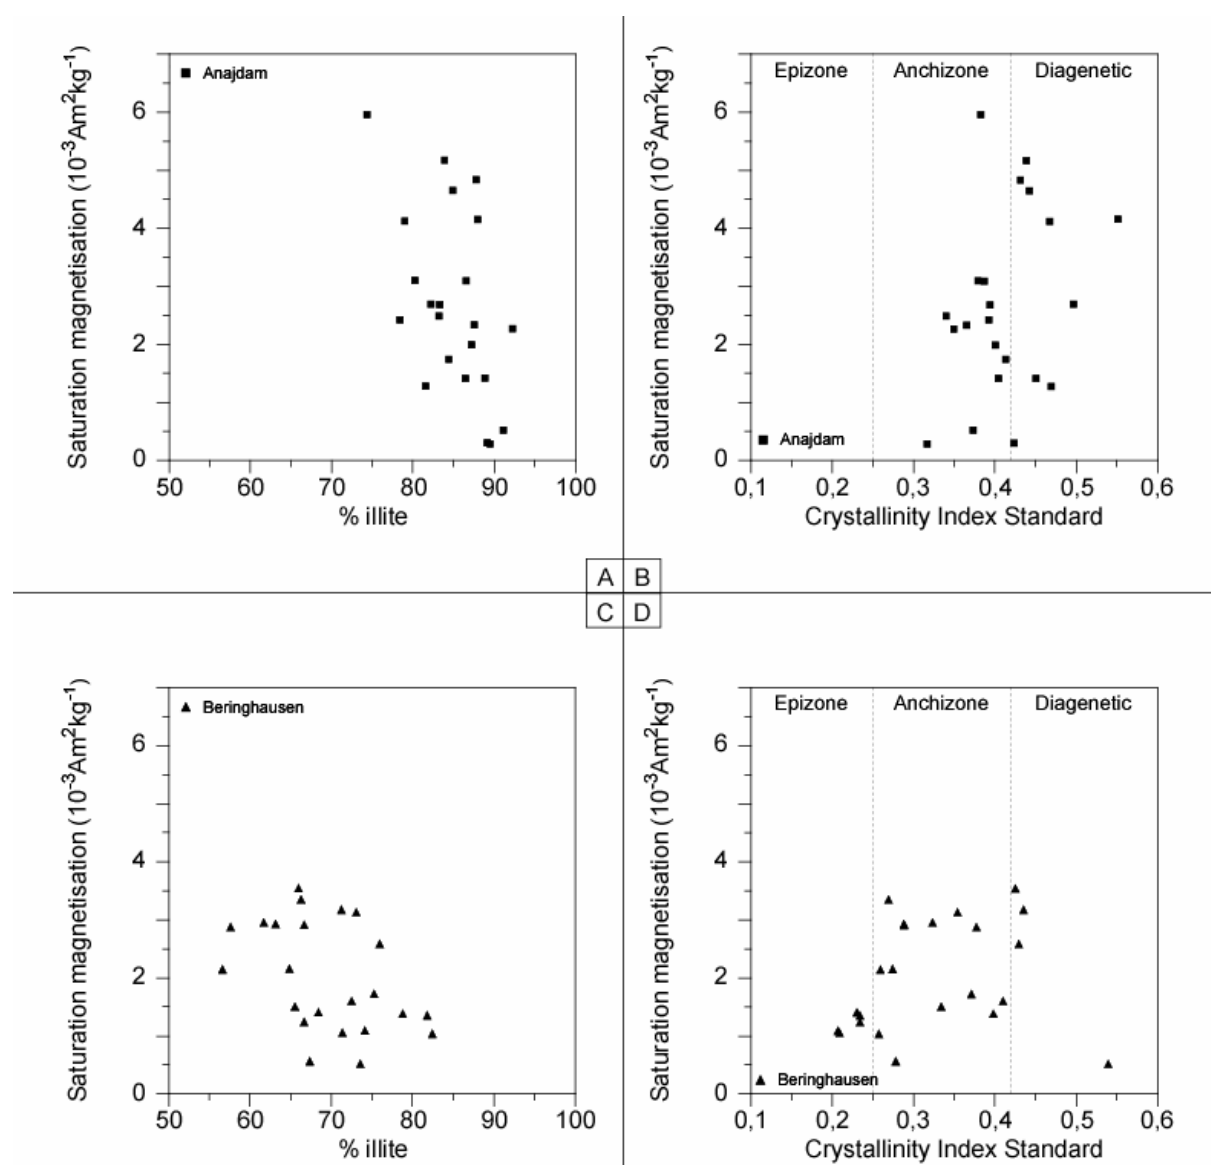 Saturation magnetisation (10-3Am2kg-1)
■ Anajdam
6
4
2
0
50 60 70 80 90 100
% illite
Saturation magnetisation (10-3Am2kg-1)
Epizone Anchizone Diagenetic
6
4
2
■ Anajdam
0
0,1 0,2 0,3 0,4 0,5 0,6
Crystallinity Index Standard
A B
C D
Saturation magnetisation (10-3Am2kg-1)
▲ Beringhausen
6
4
2
0
50 60 70 80 90 100
% illite
Saturation magnetisation (10-3Am2kg-1)
Epizone Anchizone Diagenetic
6
4
2
▲ Beringhausen
0
0,1 0,2 0,3 0,4 0,5 0,6
Crystallinity Index Standard